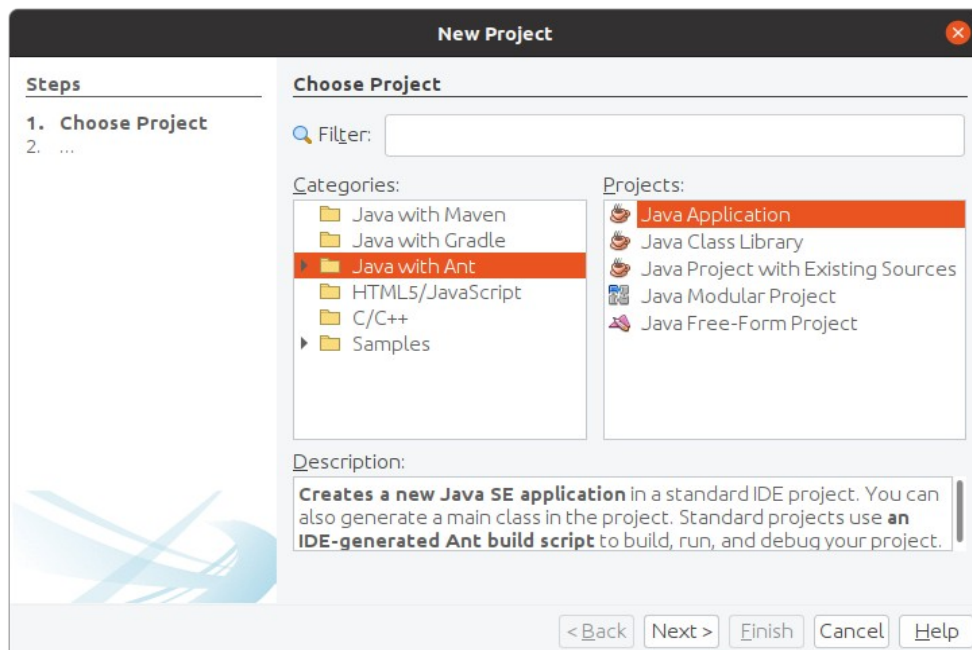 New Project
Steps
1. Choose Project
2. ...
Choose Project
Filter:
Categories:
Java with Maven
Java with Gradle
Java with Ant
HTML5/JavaScript
C/C++
Samples
Projects:
Java Application
Java Class Library
Java Project with Existing Sources
Java Modular Project
Java Free-Form Project
Description:
Creates a new Java SE application in a standard IDE project. You can
also generate a main class in the project. Standard projects use an
IDE-generated Ant build script to build, run, and debug your project.
< Back Next > Finish Cancel Help